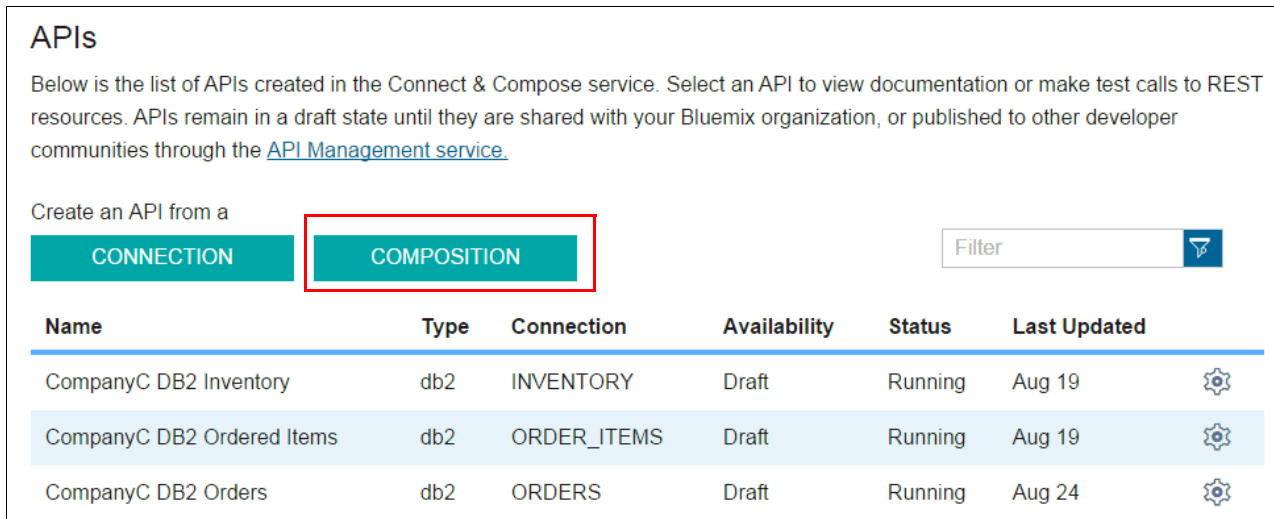 APIs
Below is the list of APIs created in the Connect & Compose service. Select an API to view documentation or make test calls to REST
resources. APIs remain in a draft state until they are shared with your Bluemix organization, or published to other developer
communities through the API Management service.
Create an API from a
CONNECTION COMPOSITION Filter
Name Type Connection Availability Status Last Updated
CompanyC DB2 Inventory db2 INVENTORY Draft Running Aug 19
CompanyC DB2 Ordered Items db2 ORDER_ITEMS Draft Running Aug 19
CompanyC DB2 Orders db2 ORDERS Draft Running Aug 24